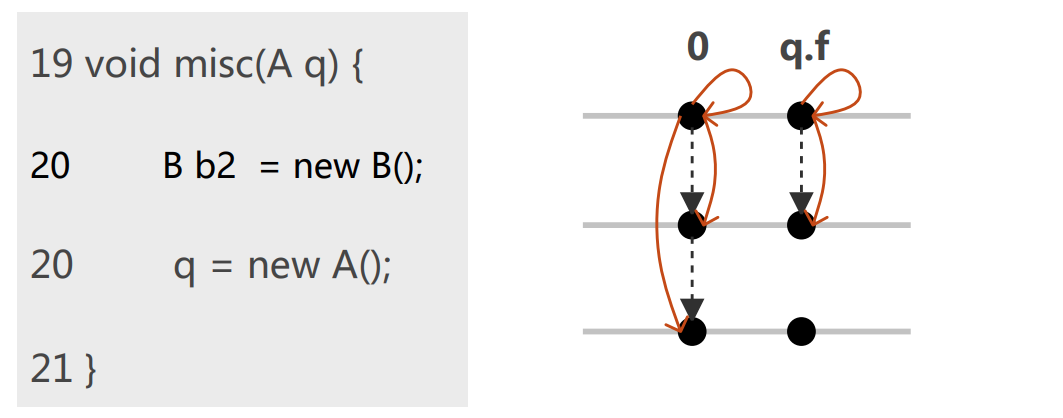 19 void misc(A q) {
20 B b2 = new B();
20 q = new A();
21 }
0 q.f